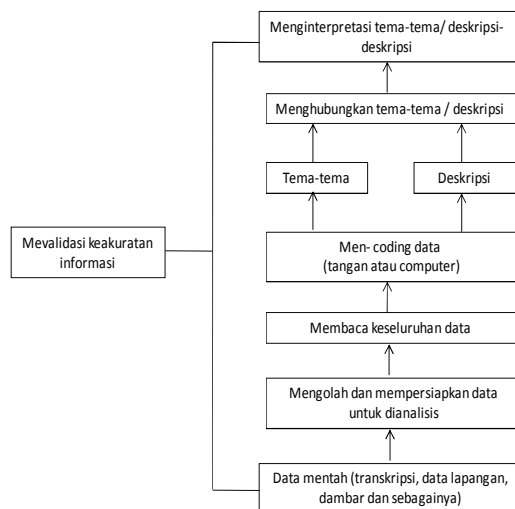 Menginterpretasi tema-tema/ deskripsi-
deskripsi
Menghubungkan tema-tema / deskripsi
Tema-tema
Deskripsi
Mevalidasi keakuratan
informasi
Men- coding data
(tangan atau computer)
Membaca keseluruhan data
Mengolah dan mempersiapkan data
untuk dianalisis
Data mentah (transkripsi, data lapangan,
dambar dan sebagainya)